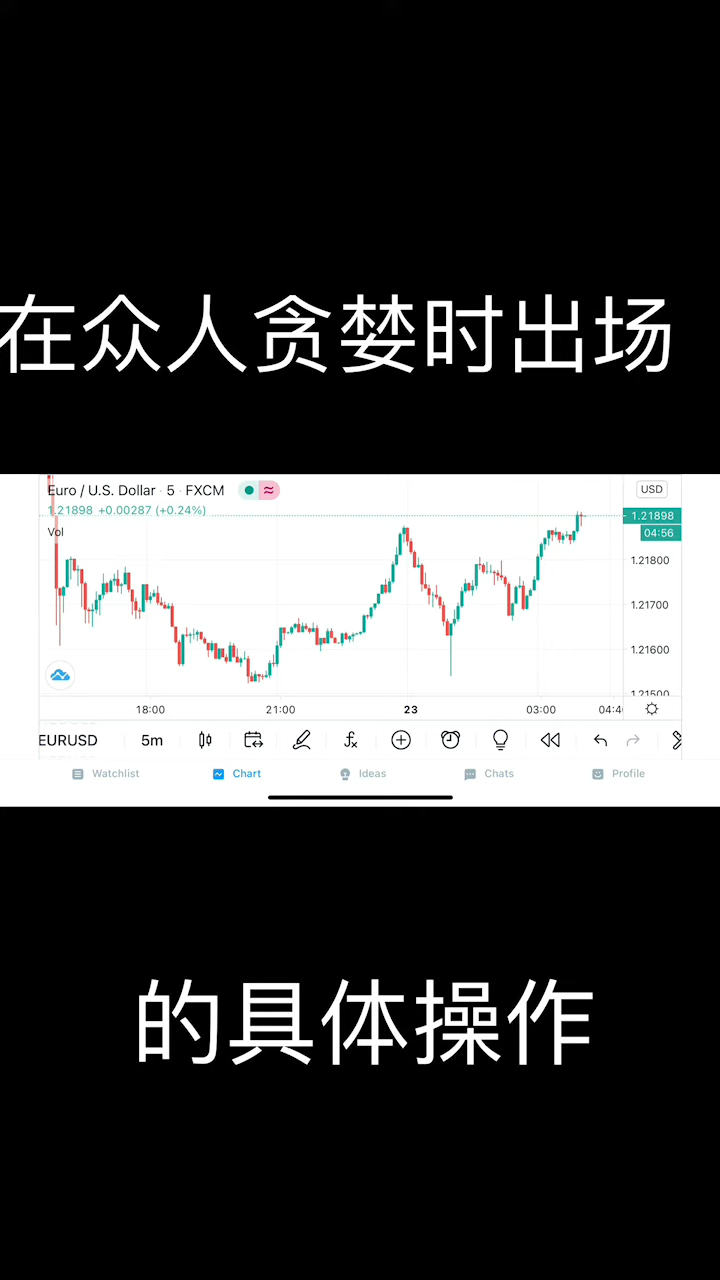 在众人贪婪时出场
Euro / U.S. Dollar · 5 · FXCM
USD
1.21898 +0.00287 (+0.24%)
1.21898
Vol
04:56
1.21800
1.21700
1.21600
1.21500
18:00 21:00 23 03:00 04:4
EURUSD 5m
Watchlist Chart Ideas Chats Profile
的具体操作